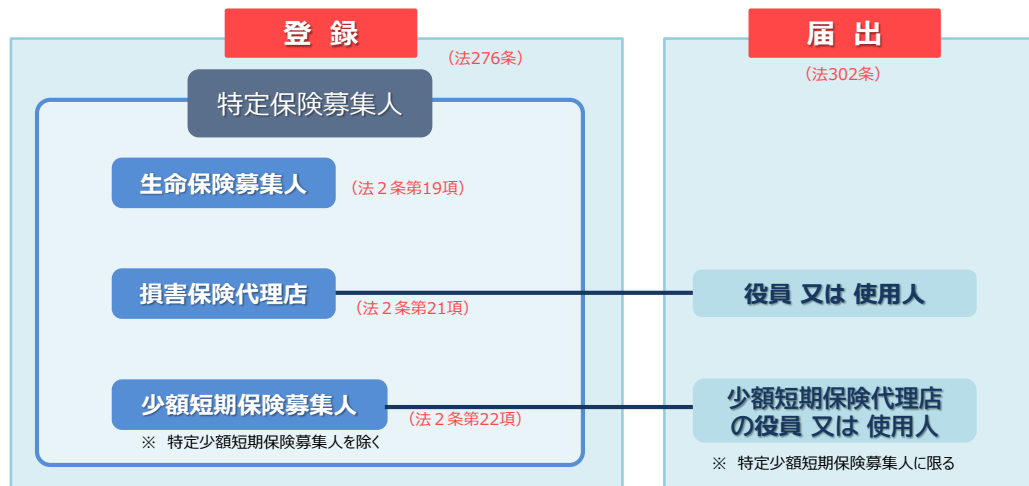 登 録
（法276条）
特定保険募集人
生命保険募集人
（法２条第19項）
損害保険代理店
（法２条第21項）
少額短期保険募集人
（法２条第22項）
※ 特定少額短期保険募集人を除く
届 出
（法302条）
役員 又は 使用人
少額短期保険代理店
の役員 又は 使用人
※ 特定少額短期保険募集人に限る